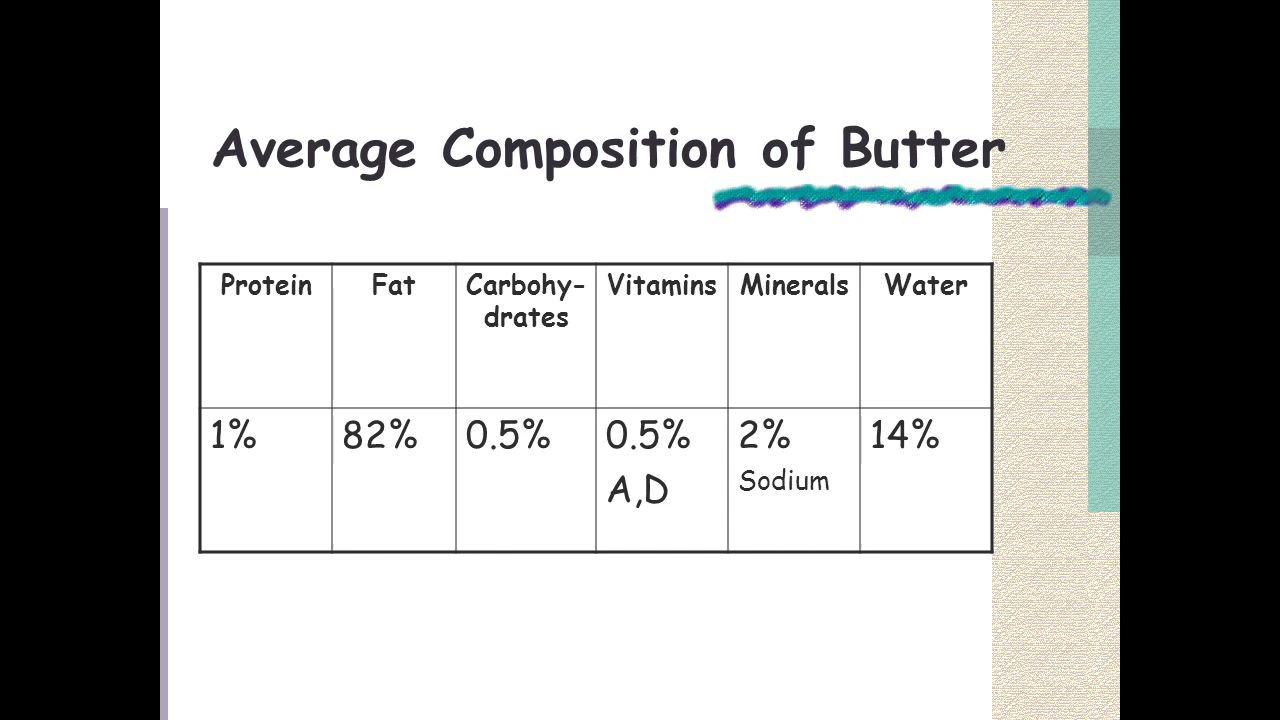 Average Composition of Butter
Protein Fat Carbohy- Vitamins Minerals Water
drates
1% 82% 0.5% 0.5% 2% 14%
A,D Sodium